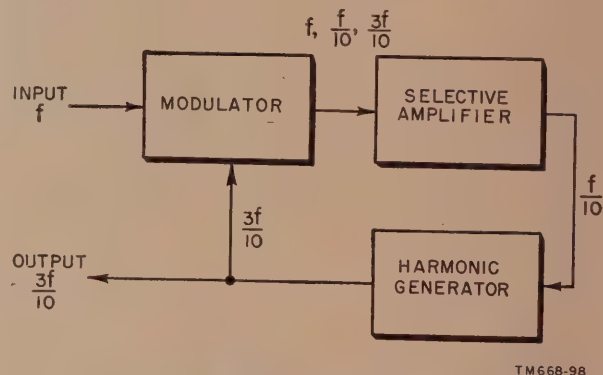 f, f/10, 3f/10
INPUT
f
MODULATOR
SELECTIVE
AMPLIFIER
f/10
3f/10
OUTPUT
3f/10
HARMONIC
GENERATOR
TM668-98